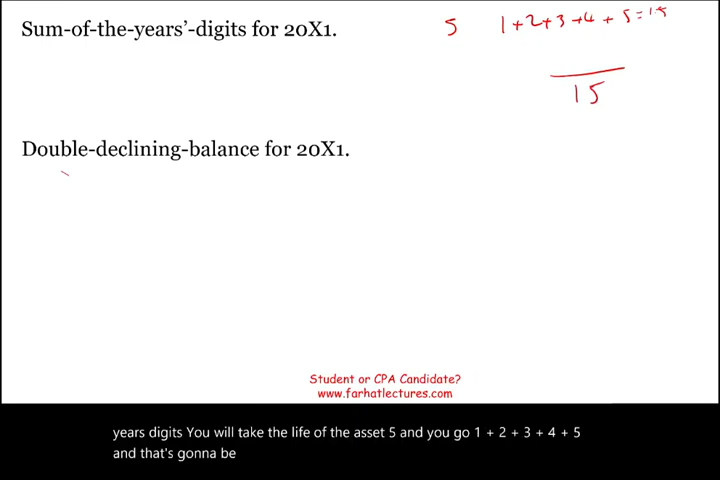 Sum-of-the-years'-digits for 20X1.
5 1+2+3+4+5=15
15
Double-declining-balance for 20X1.
Student or CPA Candidate?
www.farhatlectures.com
years digits You will take the life of the asset 5 and you go 1 + 2 + 3 + 4 + 5
and that's gonna be